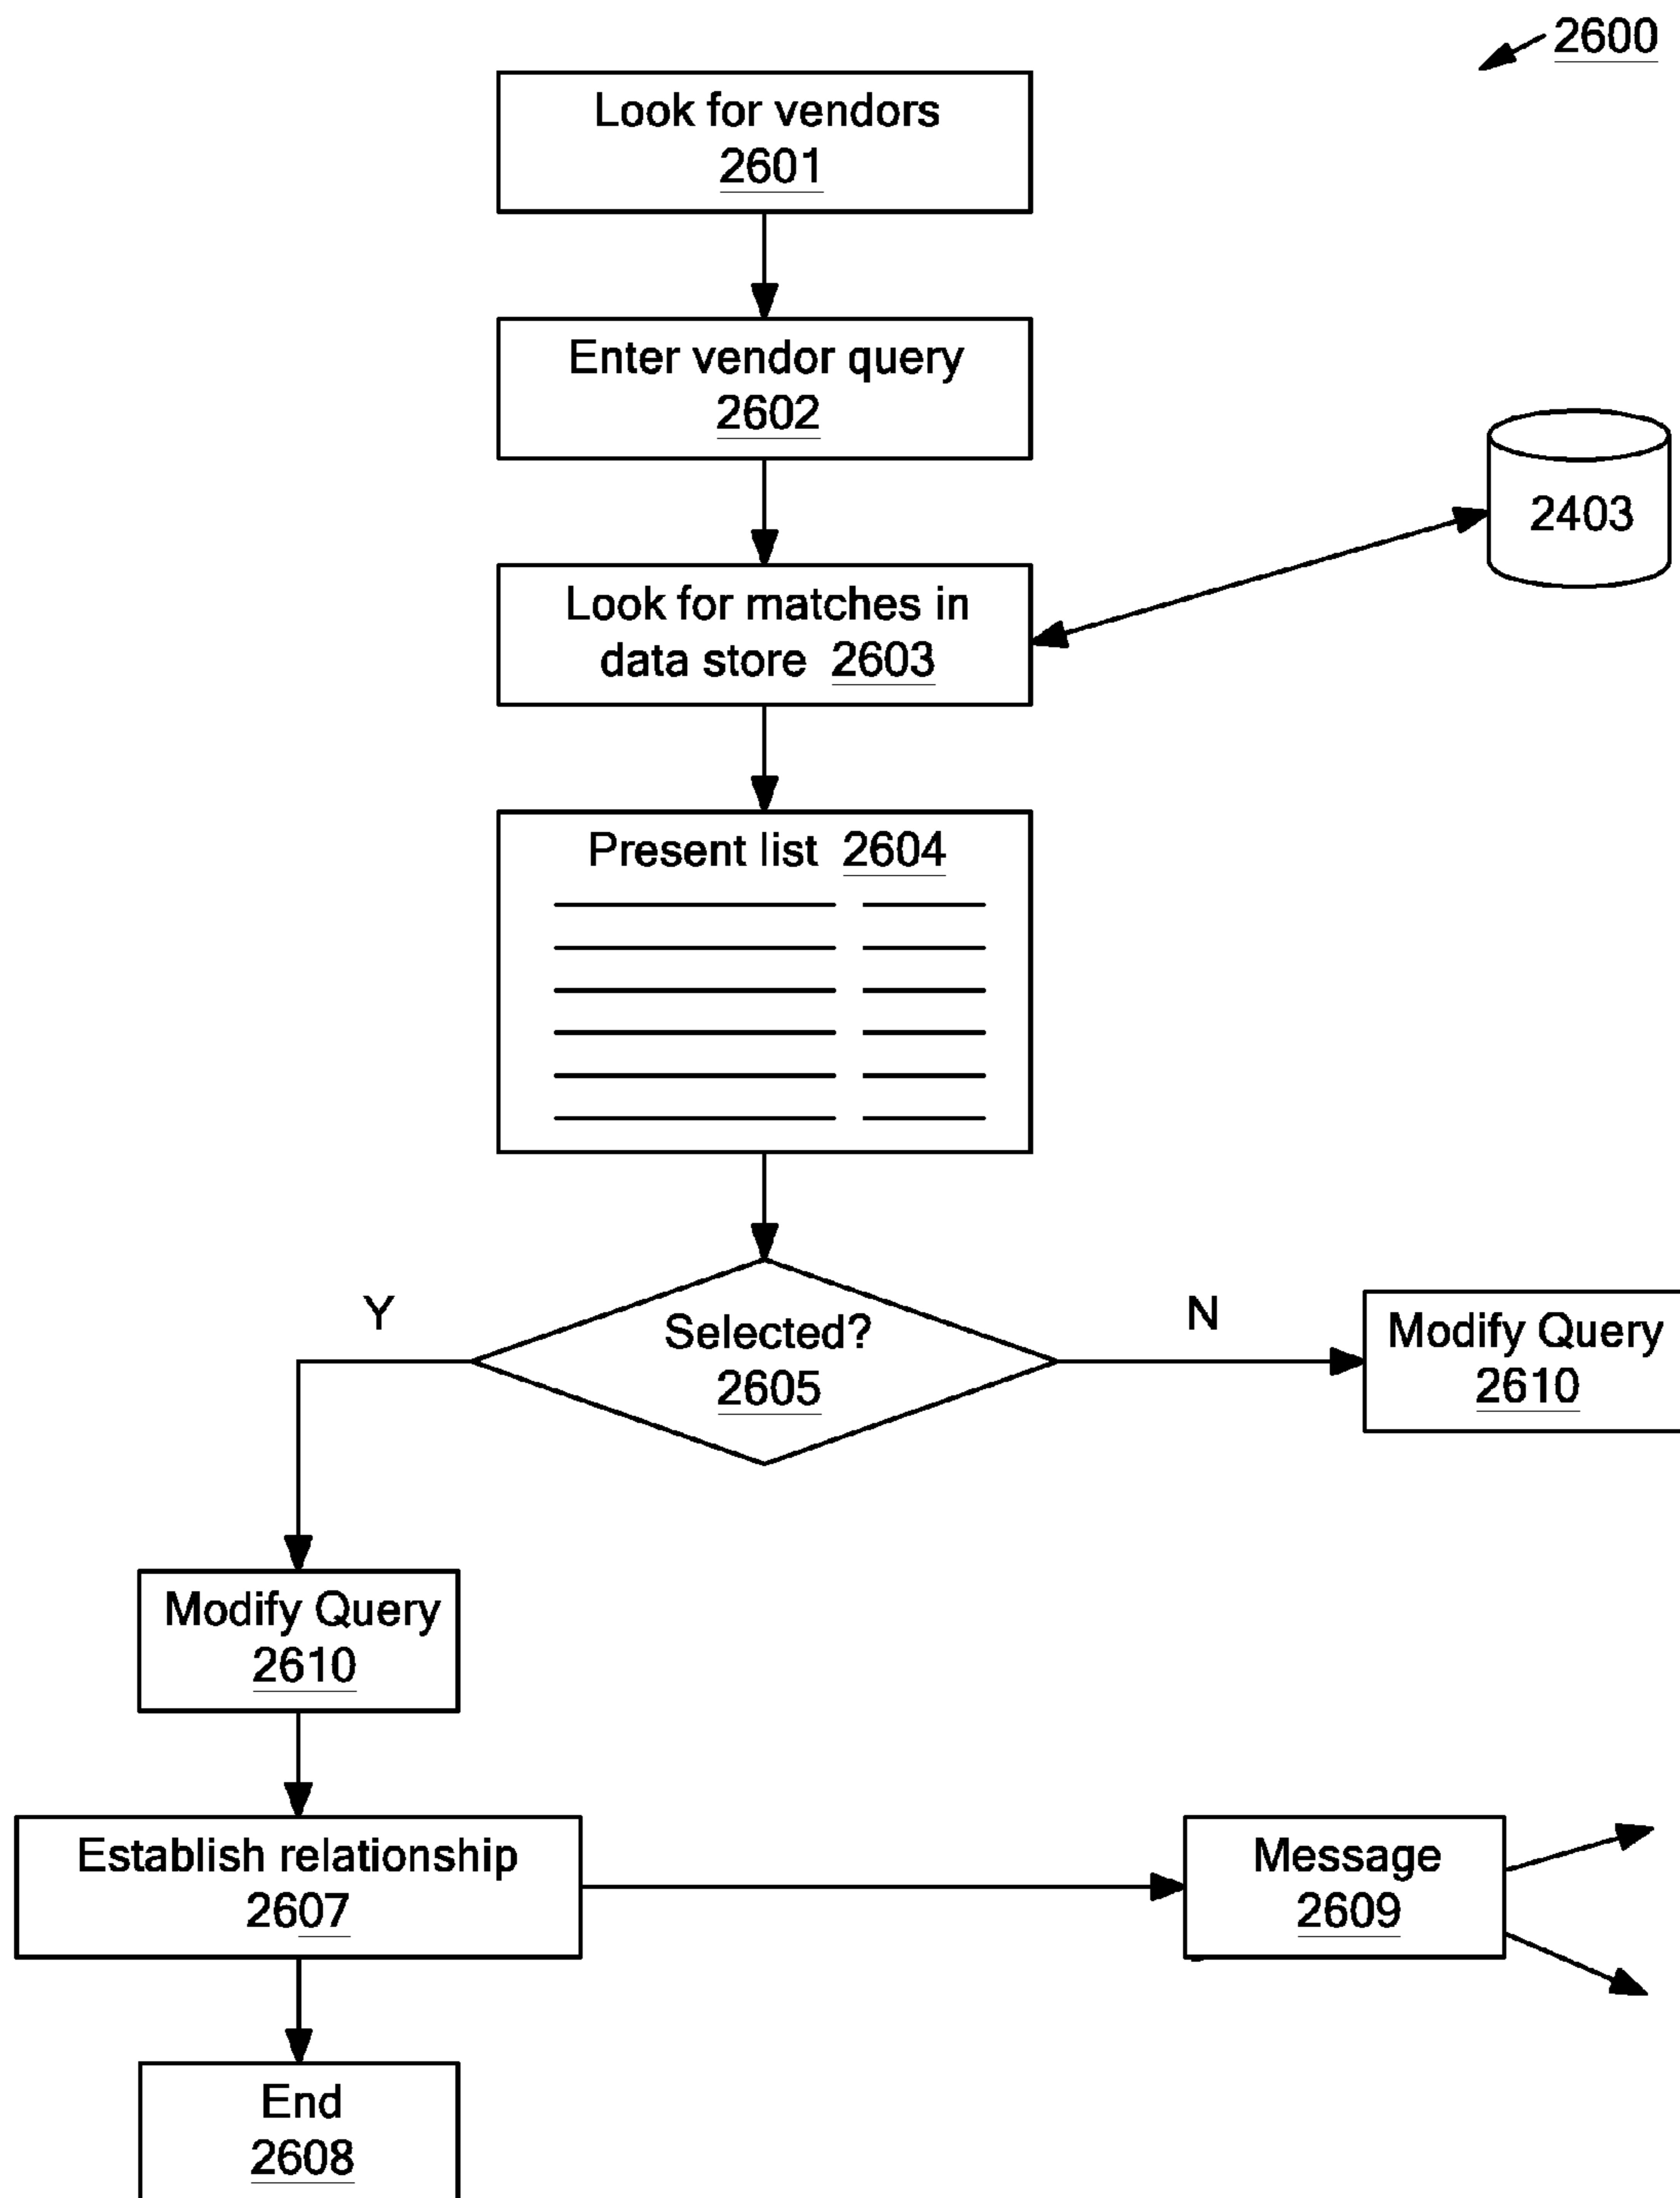 2600
Look for vendors
2601
Enter vendor query
2602
2403
Look for matches in
data store 2603
Present list 2604
Y
N
Selected?
2605
Modify Query
2610
Modify Query
2610
Establish relationship
2607
Message
2609
End
2608